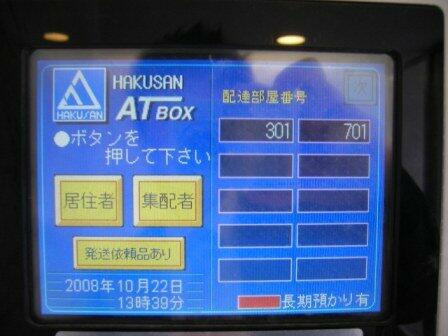 HAKUSAN
HAKUSAN
AT BOX
●ボタンを
押して下さい
居住者
集配者
発送依頼品あり
2008年10月22日
13時39分
配達部屋番号
次
301
701
長期預かり有